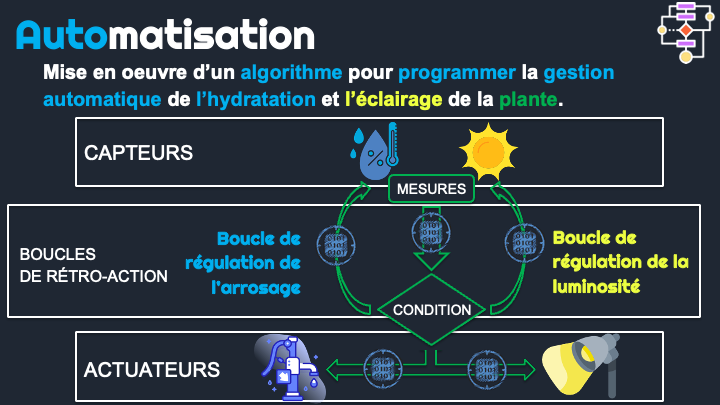 Automatisation
Mise en oeuvre d'un algorithme pour programmer la gestion
automatique de l'hydratation et l'éclairage de la plante.
CAPTEURS
%
MESURES
BOUCLES
DE RÉTRO-ACTION
Boucle de
régulation de
l'arrosage
Boucle de
régulation de la
luminosité
CONDITION
ACTUATEURS